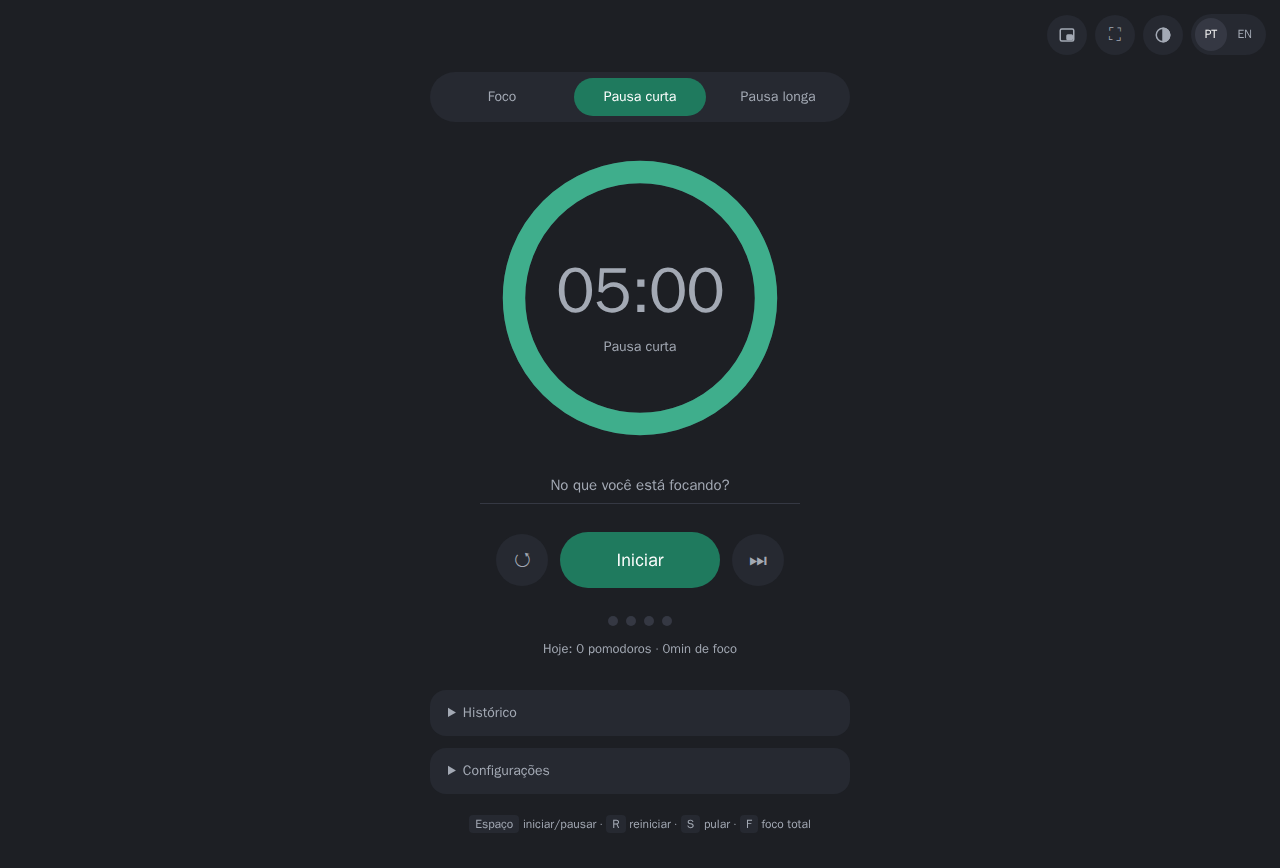 PT EN
Foco Pausa curta Pausa longa
05:00
Pausa curta
No que você está focando?
Iniciar
Hoje: 0 pomodoros · 0min de foco
Histórico
Configurações
Espaço iniciar/pausar · R reiniciar · S pular · F foco total